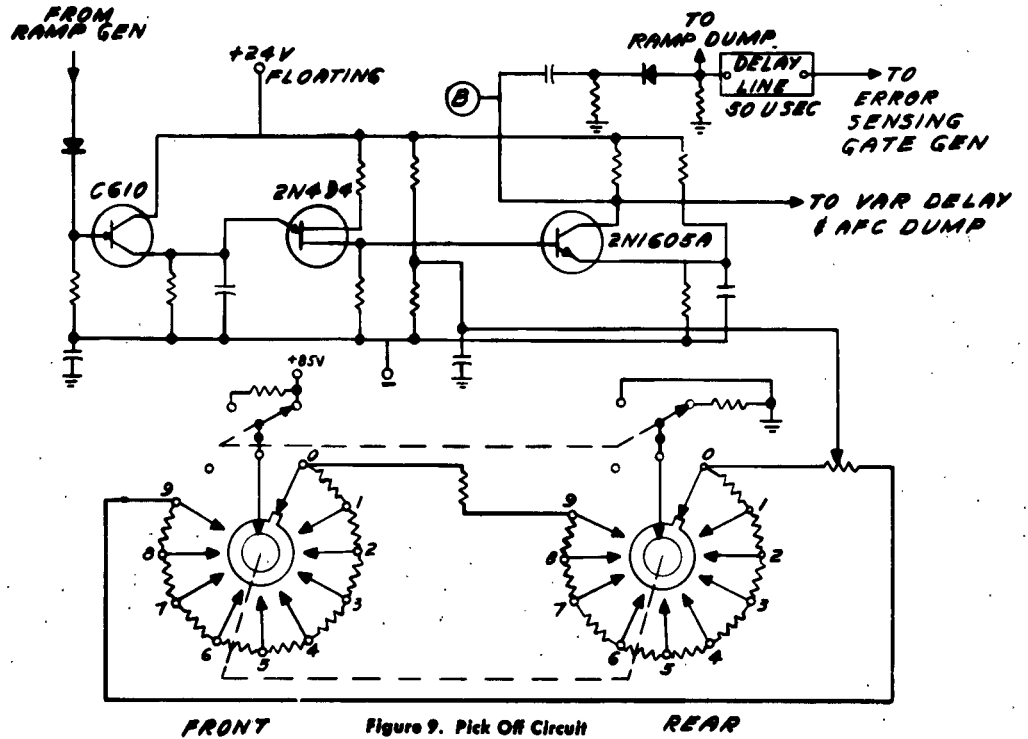 FROM
RAMP GEN
+24V
FLOATING
TO
RAMP DUMP
DELAY
LINE
50 USEC
TO
ERROR
SENSING
GATE GEN
B
C610
2N494
2N1605A
TO VAR DELAY
& AFC DUMP
+85V
0
1
2
3
4
5
6
7
8
9
0
1
2
3
4
5
6
7
8
9
FRONT
Figure 9. Pick Off Circuit
REAR